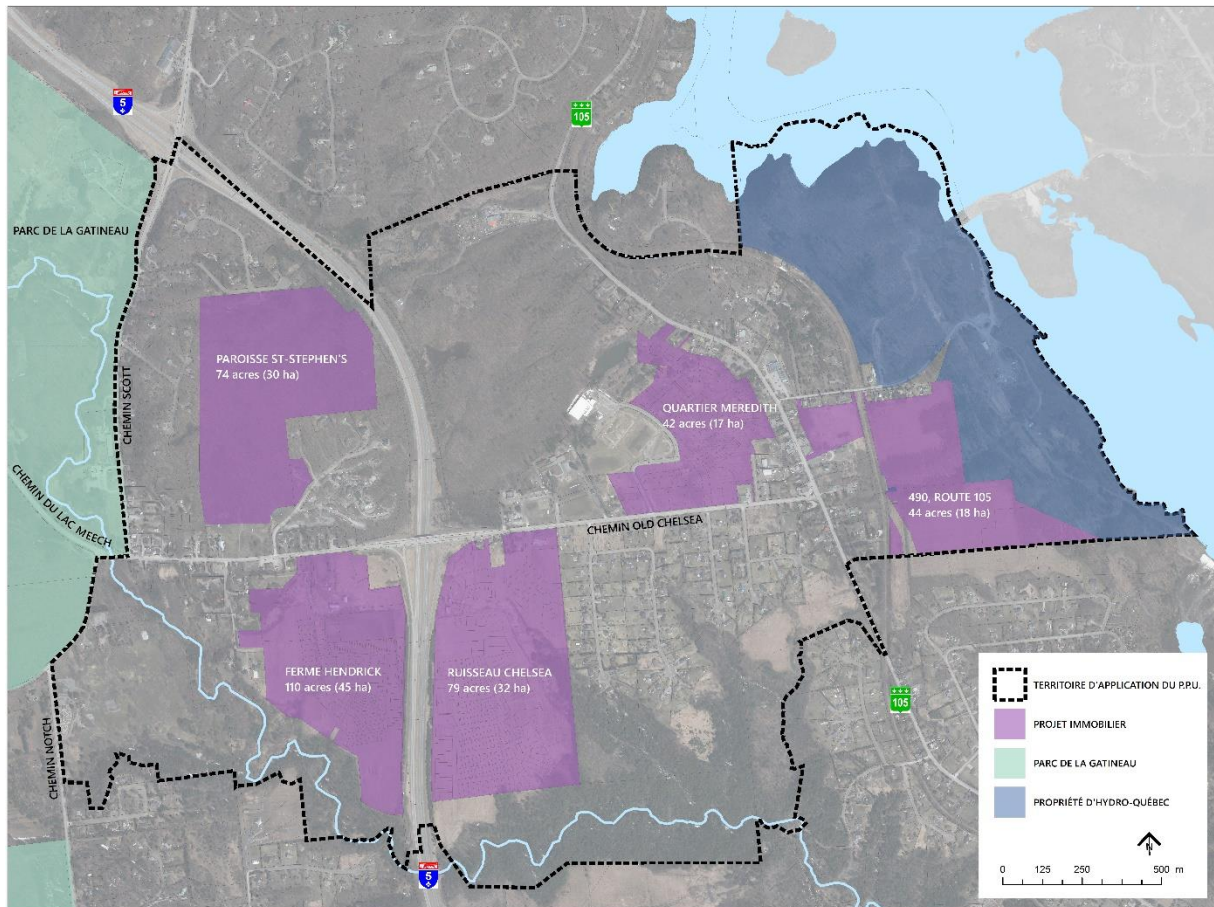 5
105
PARC DE LA GATINEAU
CHEMIN SCOTT
PAROISSE ST-STEPHEN'S
74 acres (30 ha)
QUARTIER MEREDITH
42 acres (17 ha)
CHEMIN DU LAC MEECH
490, ROUTE 105
44 acres (18 ha)
CHEMIN OLD CHELSEA
FERME HENDRICK
110 acres (45 ha)
RUISSEAU CHELSEA
79 acres (32 ha)
CHEMIN NOTCH
105
5
TERRITOIRE D'APPLICATION DU P.P.U.
PROJET IMMOBILIER
PARC DE LA GATINEAU
PROPRIÉTÉ D'HYDRO-QUÉBEC
N
0 125 250 500 m